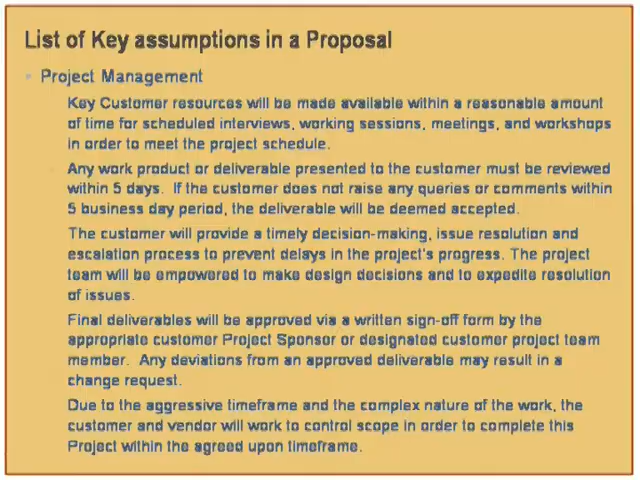 List of Key assumptions in a Proposal
Project Management
Key Customer resources will be made available within a reasonable amount
of time for scheduled interviews, working sessions, meetings, and workshops
in order to meet the project schedule.
Any work product or deliverable presented to the customer must be reviewed
within 5 days. If the customer does not raise any queries or comments within
5 business day period, the deliverable will be deemed accepted.
The customer will provide a timely decision-making, issue resolution and
escalation process to prevent delays in the project's progress. The project
team will be empowered to make design decisions and to expedite resolution
of issues.
Final deliverables will be approved via a written sign-off form by the
appropriate customer Project Sponsor or designated customer project team
member. Any deviations from an approved deliverable may result in a
change request.
Due to the aggressive timeframe and the complex nature of the work, the
customer and vendor will work to control scope in order to complete this
Project within the agreed upon timeframe.